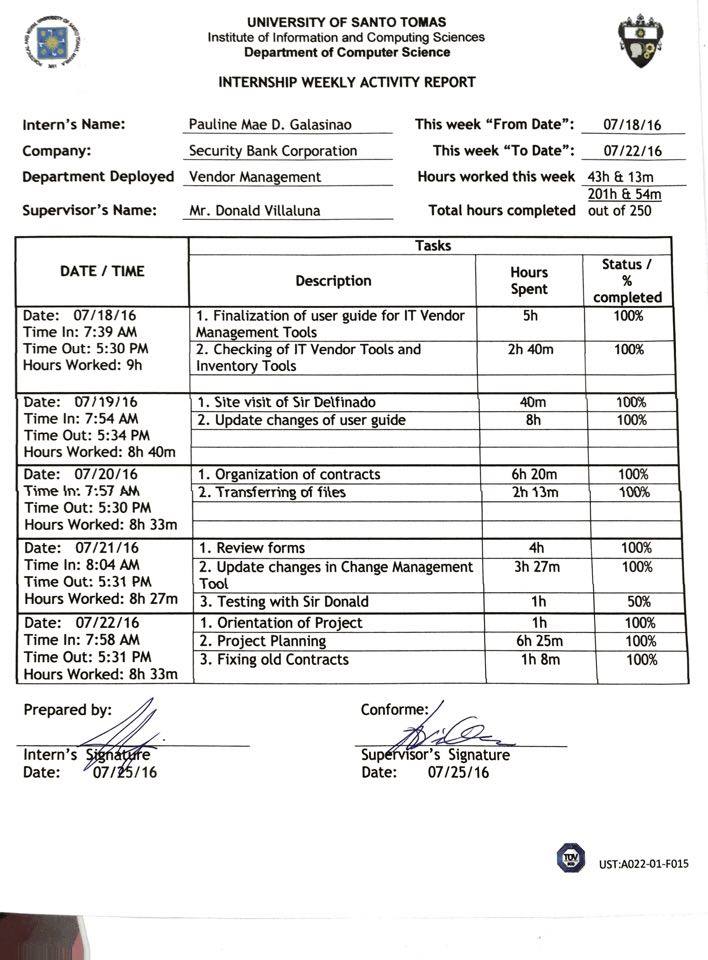 UNIVERSITY OF SANTO TOMAS
Institute of Information and Computing Sciences
Department of Computer Science
INTERNSHIP WEEKLY ACTIVITY REPORT
Intern's Name: Pauline Mae D. Galasinao This week "From Date": 07/18/16
Company: Security Bank Corporation This week "To Date": 07/22/16
Department Deployed Vendor Management Hours worked this week 43h & 13m
201h & 54m
Supervisor's Name: Mr. Donald Villaluna Total hours completed out of 250
DATE / TIME
Tasks
Description
Hours
Spent
Status /
%
completed
Date: 07/18/16
Time In: 7:39 AM
Time Out: 5:30 PM
Hours Worked: 9h
1. Finalization of user guide for IT Vendor
Management Tools
5h
100%
2. Checking of IT Vendor Tools and
Inventory Tools
2h 40m
100%
Date: 07/19/16
Time In: 7:54 AM
Time Out: 5:34 PM
Hours Worked: 8h 40m
1. Site visit of Sir Delfinado
40m
100%
2. Update changes of user guide
8h
100%
Date: 07/20/16
Time In: 7:57 AM
Time Out: 5:30 PM
Hours Worked: 8h 33m
1. Organization of contracts
6h 20m
100%
2. Transferring of files
2h 13m
100%
Date: 07/21/16
Time In: 8:04 AM
Time Out: 5:31 PM
Hours Worked: 8h 27m
1. Review forms
4h
100%
2. Update changes in Change Management
Tool
3h 27m
100%
3. Testing with Sir Donald
1h
50%
Date: 07/22/16
Time In: 7:58 AM
Time Out: 5:31 PM
Hours Worked: 8h 33m
1. Orientation of Project
1h
100%
2. Project Planning
6h 25m
100%
3. Fixing old Contracts
1h 8m
100%
Prepared by:
Intern's Signature
Date: 07/25/16
Conforme:
Supervisor's Signature
Date: 07/25/16
TÜV
UST:A022-01-F015